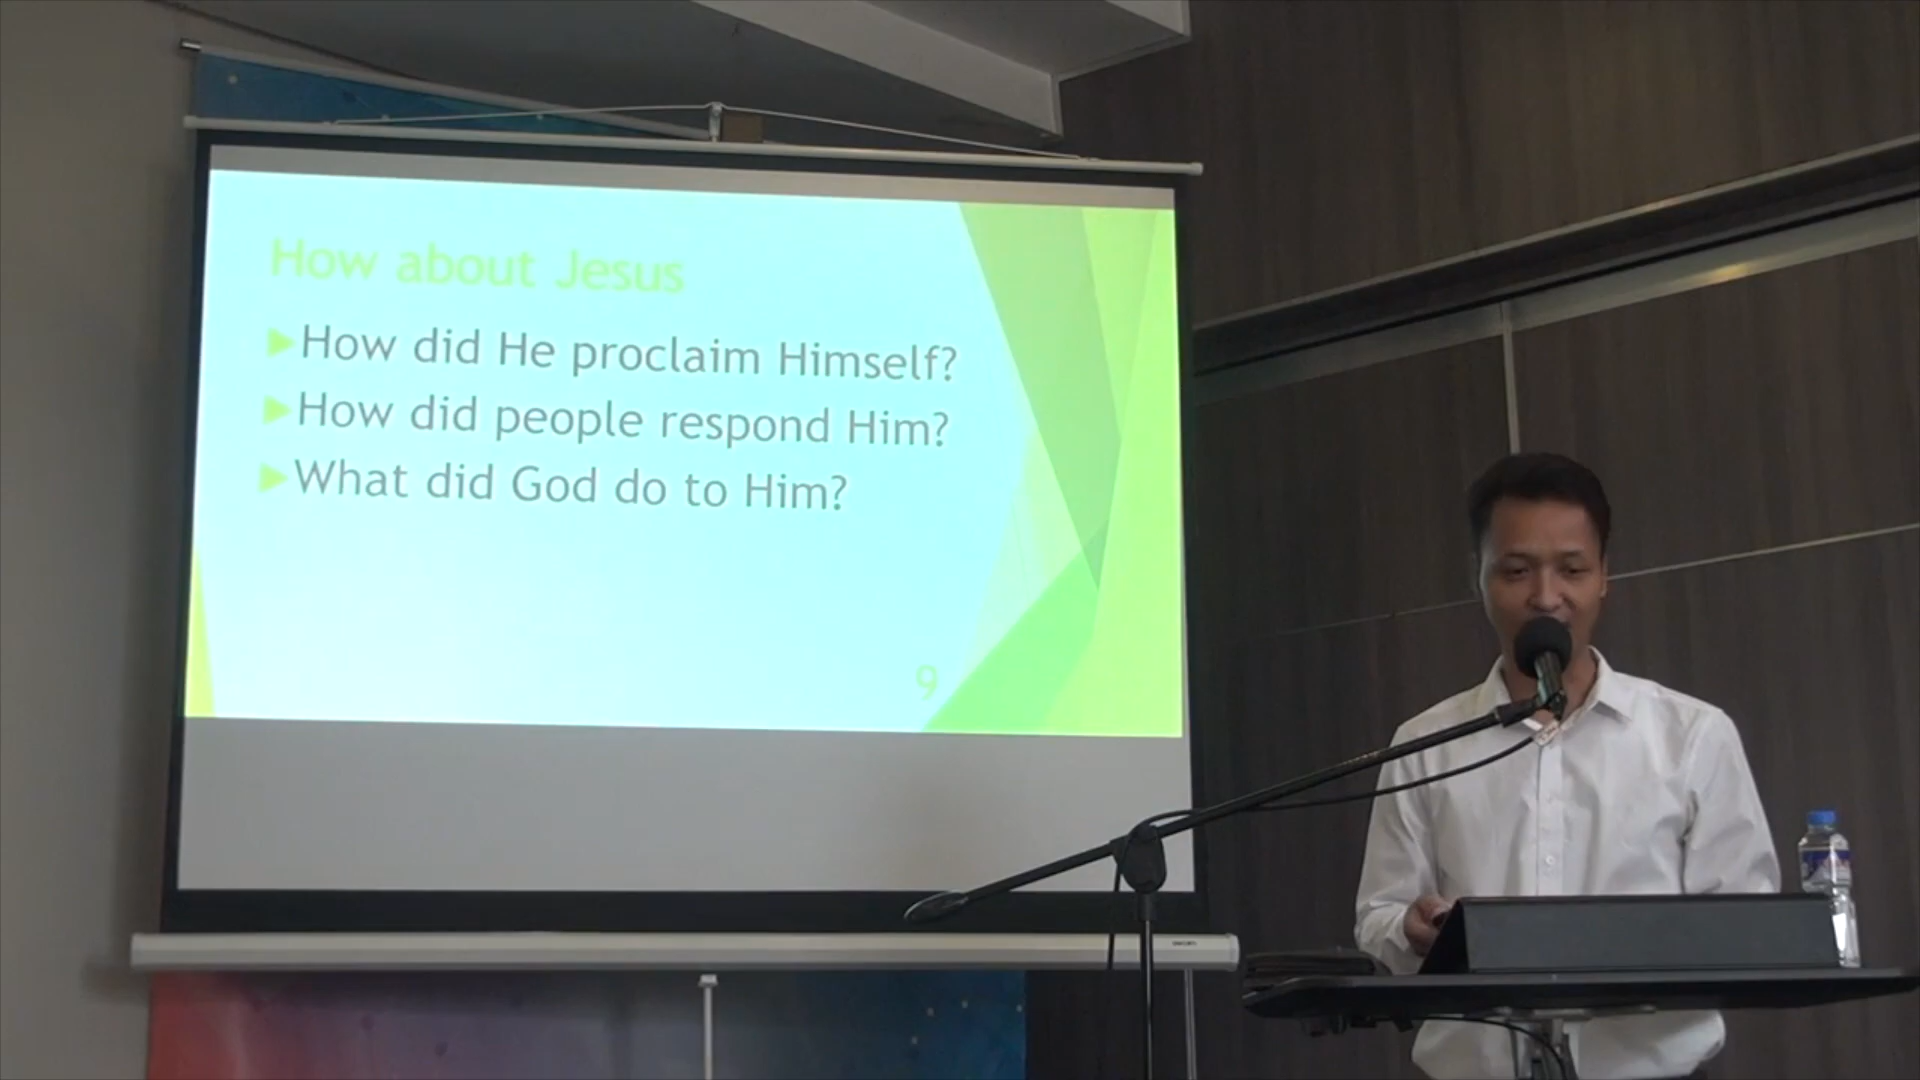 How about Jesus
How did He proclaim Himself?
How did people respond Him?
What did God do to Him?
9